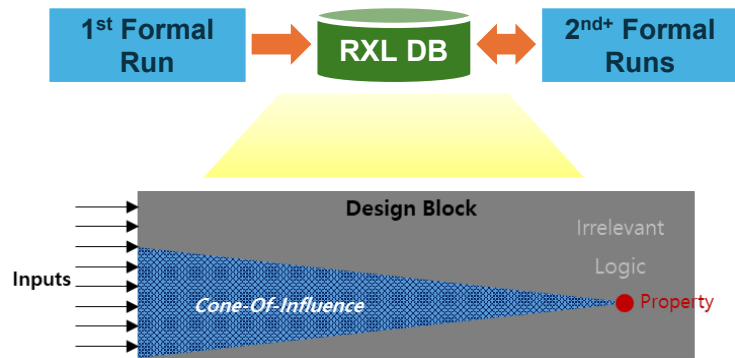 1st Formal
Run
RXL DB
2nd+ Formal
Runs
Design Block
Irrelevant
Logic
Inputs
Cone-Of-Influence
Property